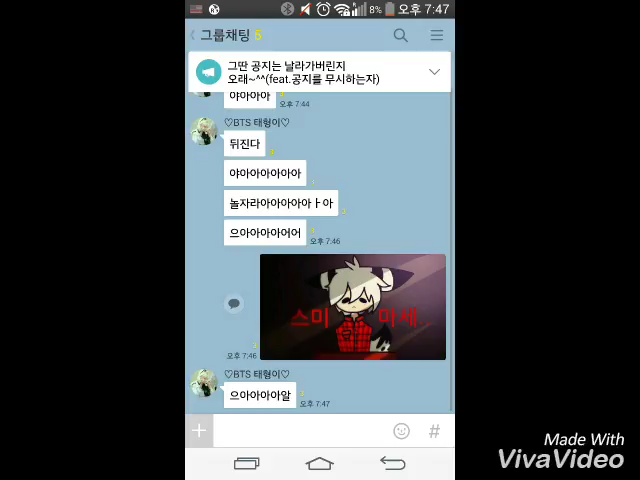 8% 오후 7:47
그룹채팅 5
그딴 공지는 날라가버린지
오래~^^(feat.공지를 무시하는자)
야아아아
오후 7:44
♡BTS 태형이♡
뒤진다
야아아아아아아
놀자라아아아아아ㅏ아
으아아아아어어
오후 7:46
스미 마세
오후 7:46
♡BTS 태형이♡
으아아아아알
오후 7:47
#
Made With
VivaVideo